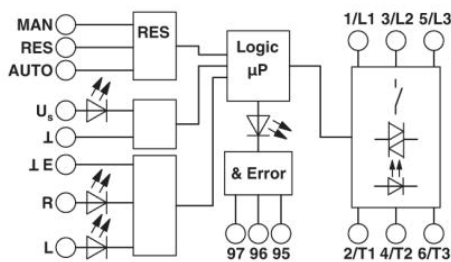 MAN
RES
AUTO
RES
Us
⊥
⊥ E
R
L
Logic
µP
& Error
97 96 95
1/L1 3/L2 5/L3
2/T1 4/T2 6/T3